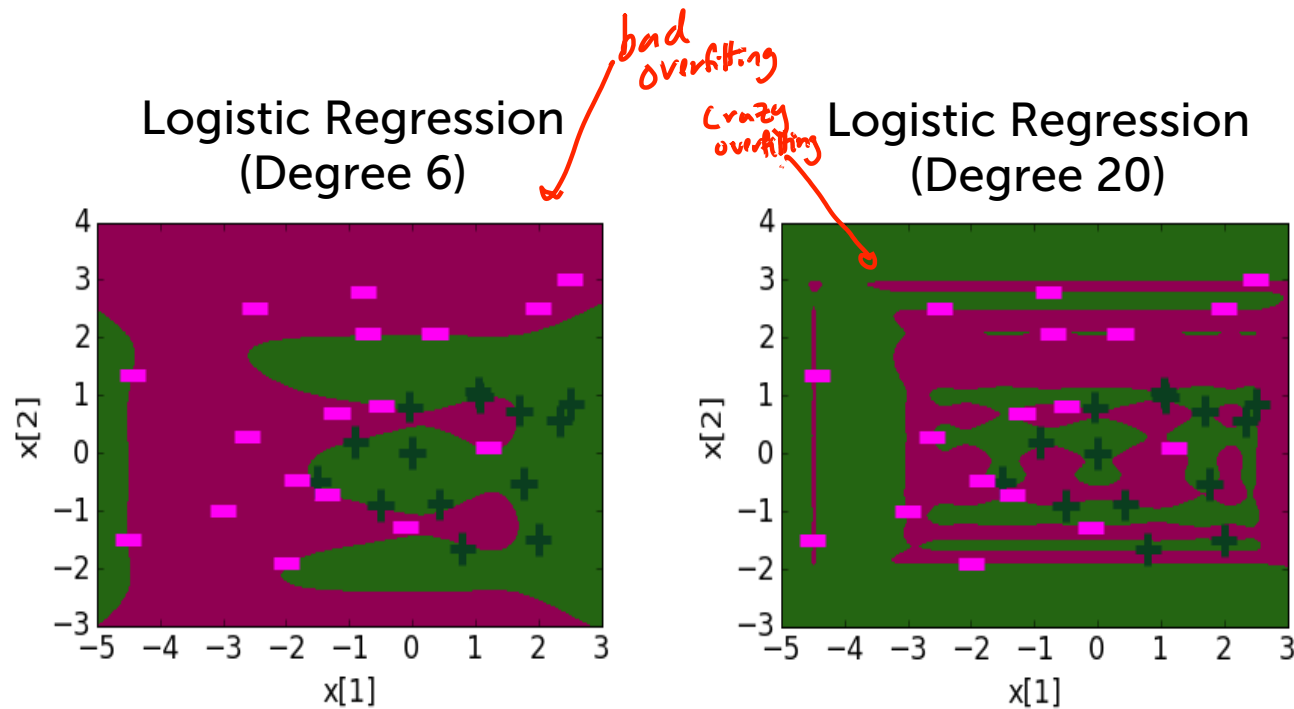 bad
overfitting
Crazy
overfitting
Logistic Regression
(Degree 6)
Logistic Regression
(Degree 20)
4
3
2
1
0
−1
−2
−3
x[2]
−5 −4 −3 −2 −1 0 1 2 3
x[1]
4
3
2
1
0
−1
−2
−3
x[2]
−5 −4 −3 −2 −1 0 1 2 3
x[1]